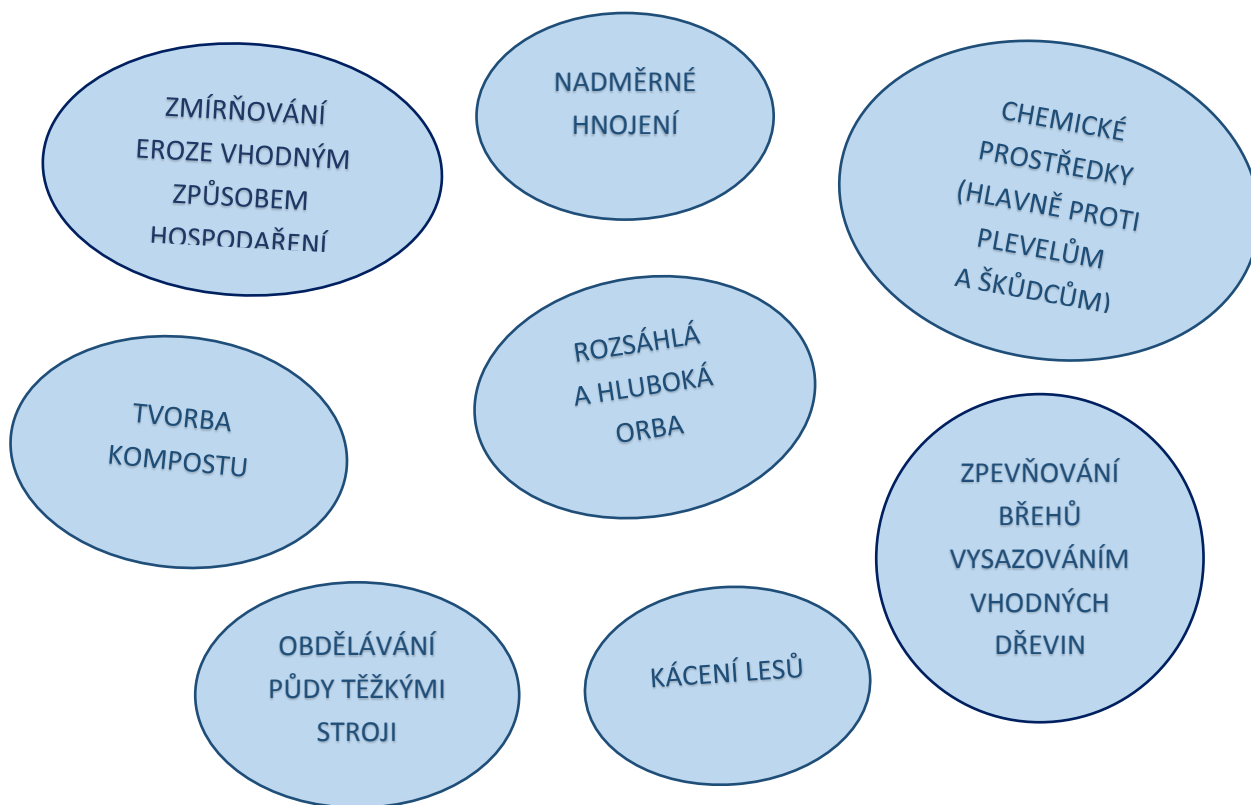 ZMÍRŇOVÁNÍ
EROZE VHODNÝM
ZPŮSOBEM
HOSPODAŘENÍ
NADMĚRNÉ
HNOJENÍ
CHEMICKÉ
PROSTŘEDKY
(HLAVNĚ PROTI
PLEVELŮM
A ŠKŮDCŮM)
ROZSÁHLÁ
A HLUBOKÁ
ORBA
TVORBA
KOMPOSTU
ZPEVŇOVÁNÍ
BŘEHŮ
VYSAZOVÁNÍM
VHODNÝCH
DŘEVIN
OBDĚLÁVÁNÍ
PŮDY TĚŽKÝMI
STROJI
KÁCENÍ LESŮ